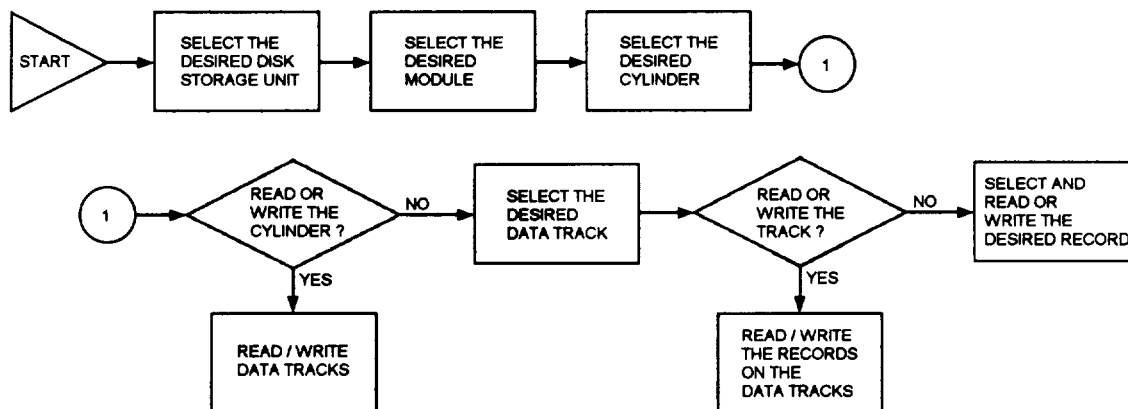 START
SELECT THE
DESIRED DISK
STORAGE UNIT
SELECT THE
DESIRED
MODULE
SELECT THE
DESIRED
CYLINDER
1
1
READ OR
WRITE THE
CYLINDER ?
NO
YES
READ / WRITE
DATA TRACKS
SELECT THE
DESIRED
DATA TRACK
READ OR
WRITE THE
TRACK ?
NO
YES
READ / WRITE
THE RECORDS
ON THE
DATA TRACKS
SELECT AND
READ OR
WRITE THE
DESIRED RECORD